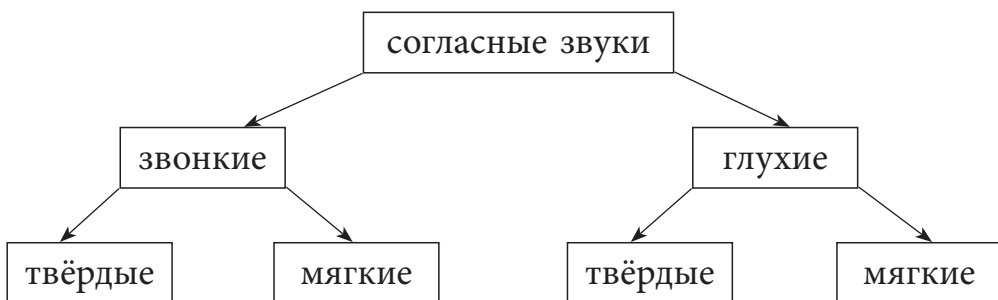 согласные звуки
звонкие
глухие
твёрдые
мягкие
твёрдые
мягкие